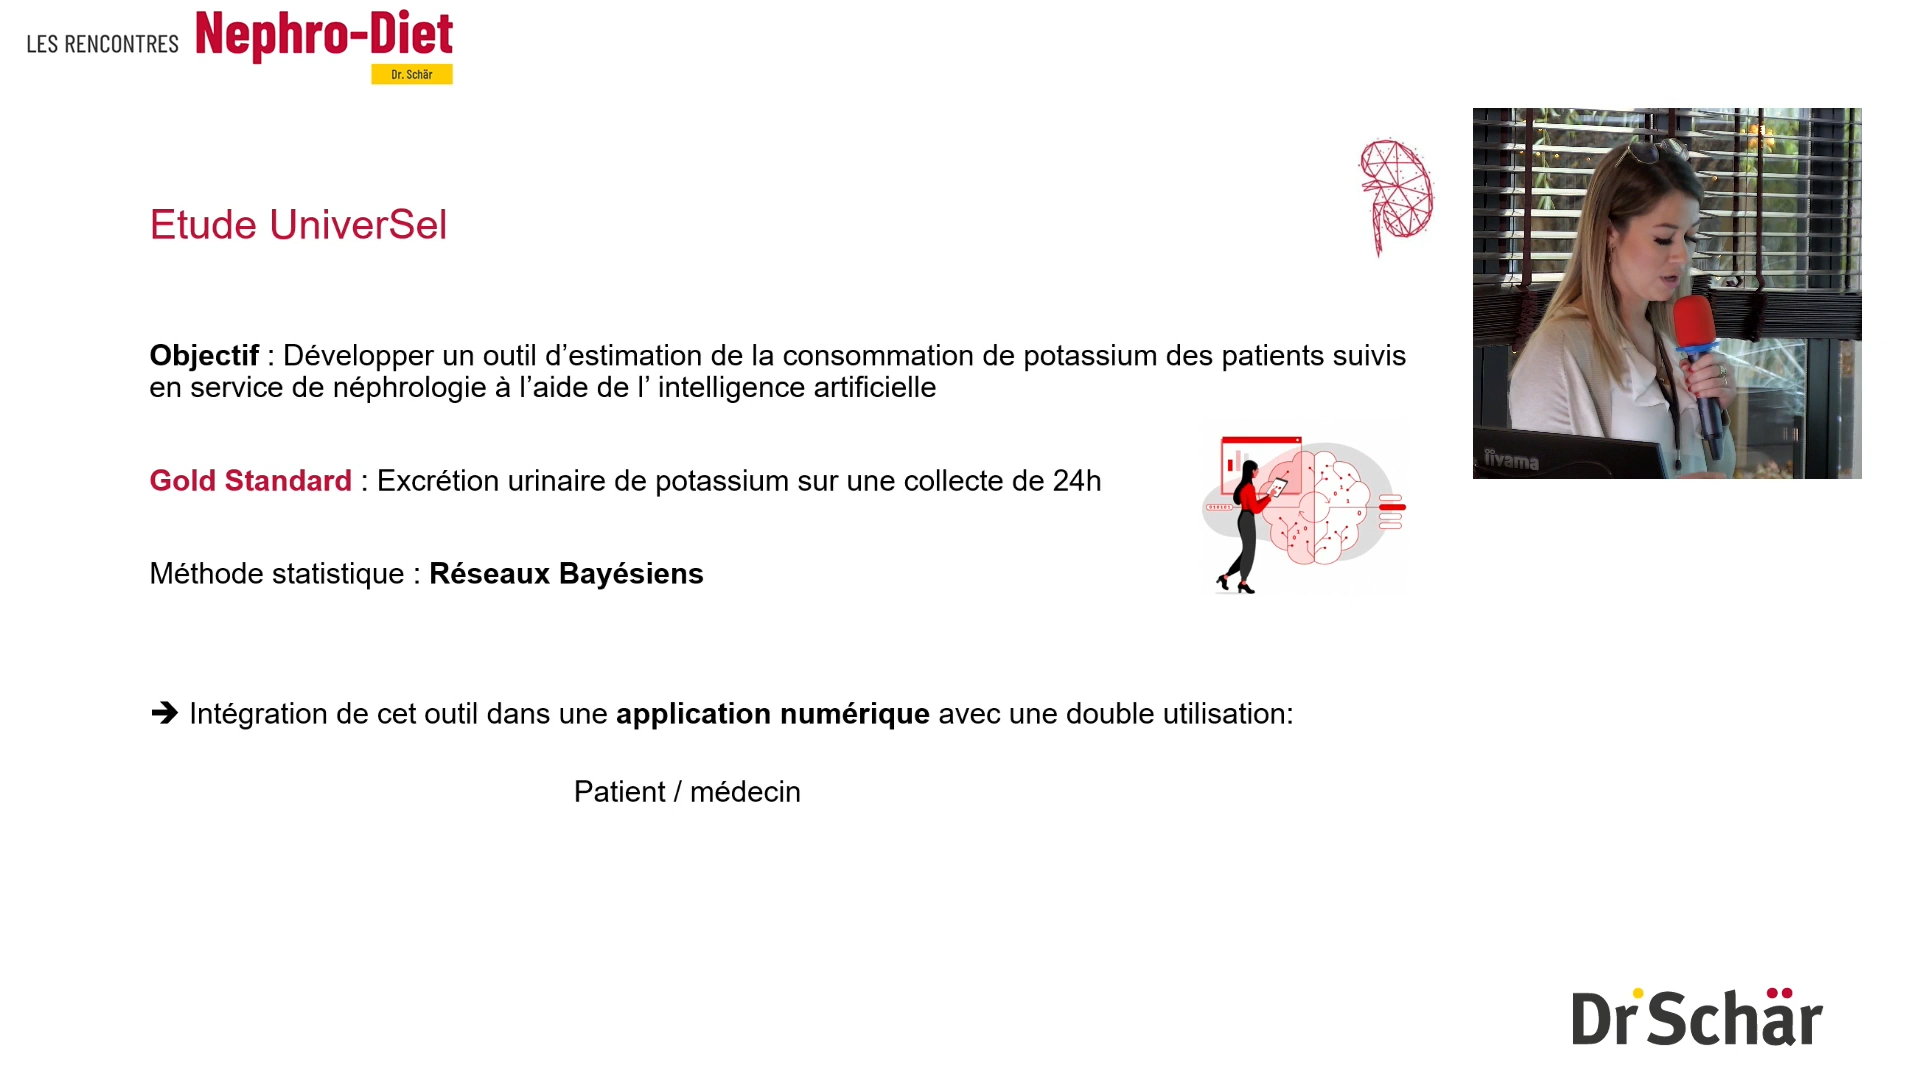 LES RENCONTRES Nephro-Diet
Dr. Schär
Etude UniverSel
Objectif : Développer un outil d’estimation de la consommation de potassium des patients suivis
en service de néphrologie à l’aide de l’ intelligence artificielle
Gold Standard : Excrétion urinaire de potassium sur une collecte de 24h
Méthode statistique : Réseaux Bayésiens
➔ Intégration de cet outil dans une application numérique avec une double utilisation:
Patient / médecin
iiyama
Dr Schär